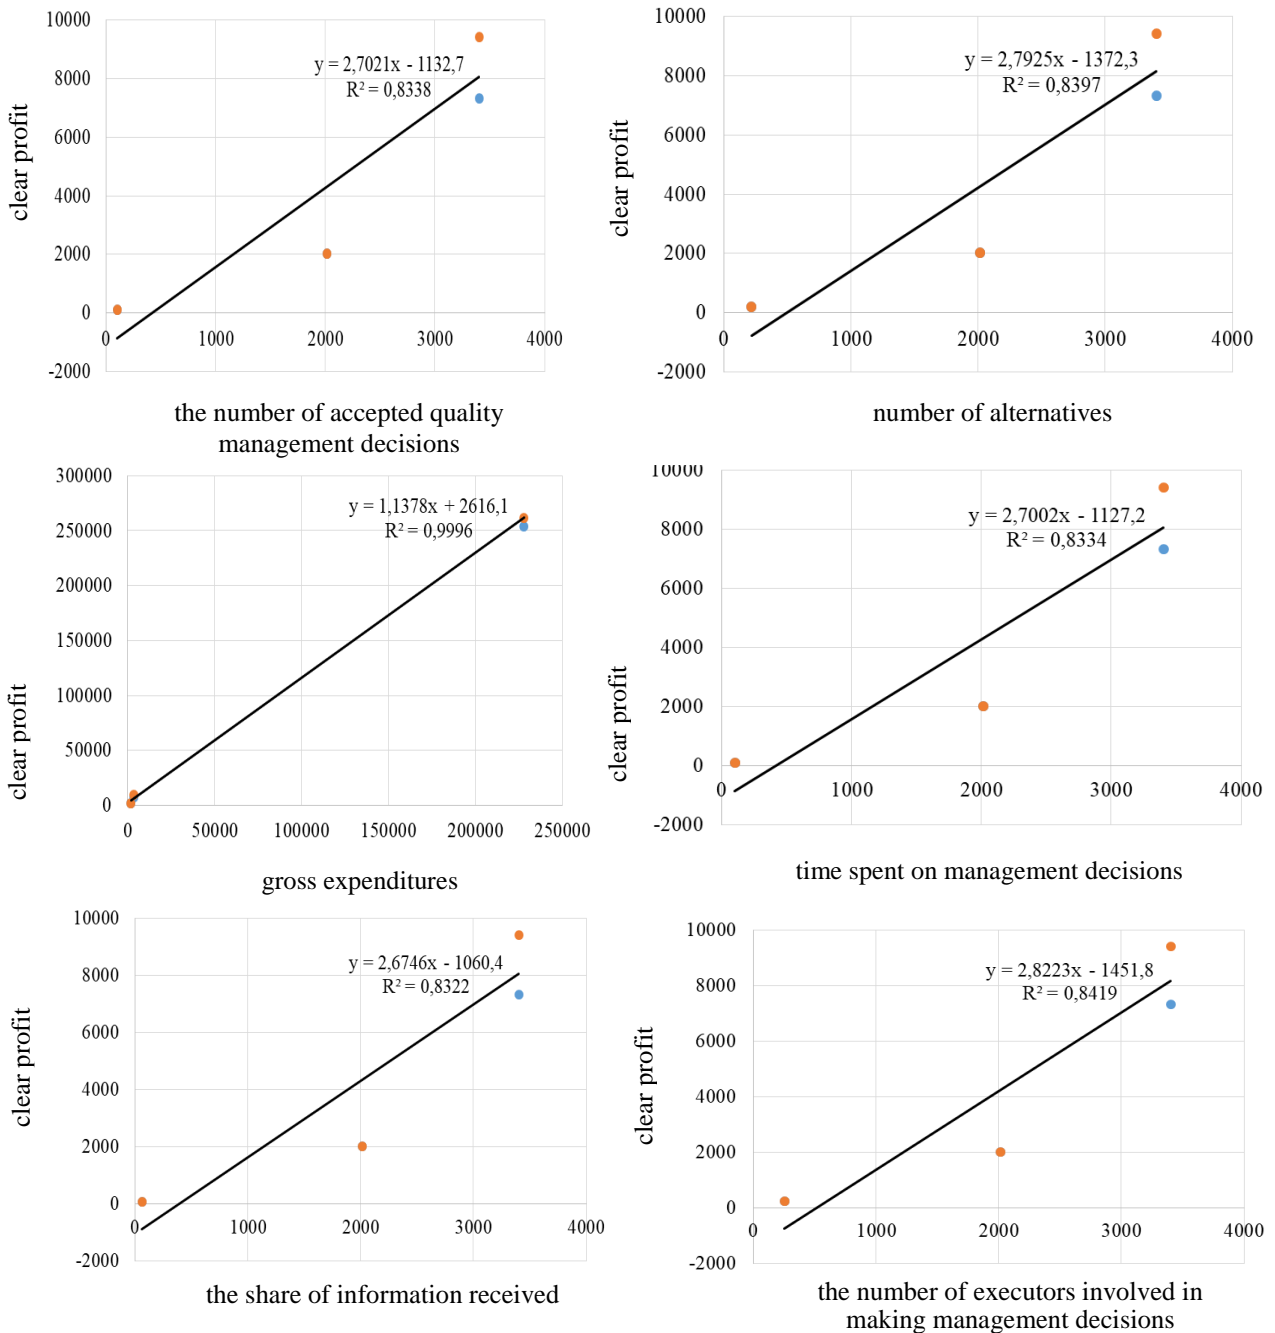 10000
8000
6000
4000
2000
0
-2000
0 1000 2000 3000 4000
y = 2,7021x - 1132,7
R² = 0,8338
clear profit
the number of accepted quality
management decisions
10000
8000
6000
4000
2000
0
-2000
0 1000 2000 3000 4000
y = 2,7925x - 1372,3
R² = 0,8397
clear profit
number of alternatives
300000
250000
200000
150000
100000
50000
0
0 50000 100000 150000 200000 250000
y = 1,1378x + 2616,1
R² = 0,9996
clear profit
gross expenditures
10000
8000
6000
4000
2000
0
-2000
0 1000 2000 3000 4000
y = 2,7002x - 1127,2
R² = 0,8334
clear profit
time spent on management decisions
10000
8000
6000
4000
2000
0
-2000
0 1000 2000 3000 4000
y = 2,6746x - 1060,4
R² = 0,8322
clear profit
the share of information received
10000
8000
6000
4000
2000
0
-2000
0 1000 2000 3000 4000
y = 2,8223x - 1451,8
R² = 0,8419
clear profit
the number of executors involved in
making management decisions